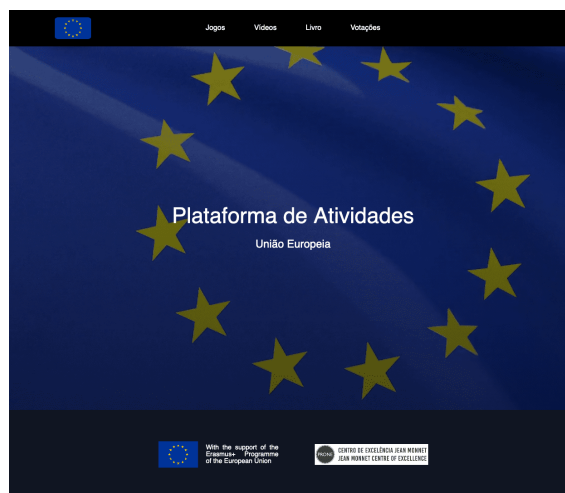 Jogos Vídeos Livro Votações
Plataforma de Atividades
União Europeia
With the support of the
Erasmus+ Programme
of the European Union
PRONE
CENTRO DE EXCELÊNCIA JEAN MONNET
JEAN MONNET CENTRE OF EXCELLENCE